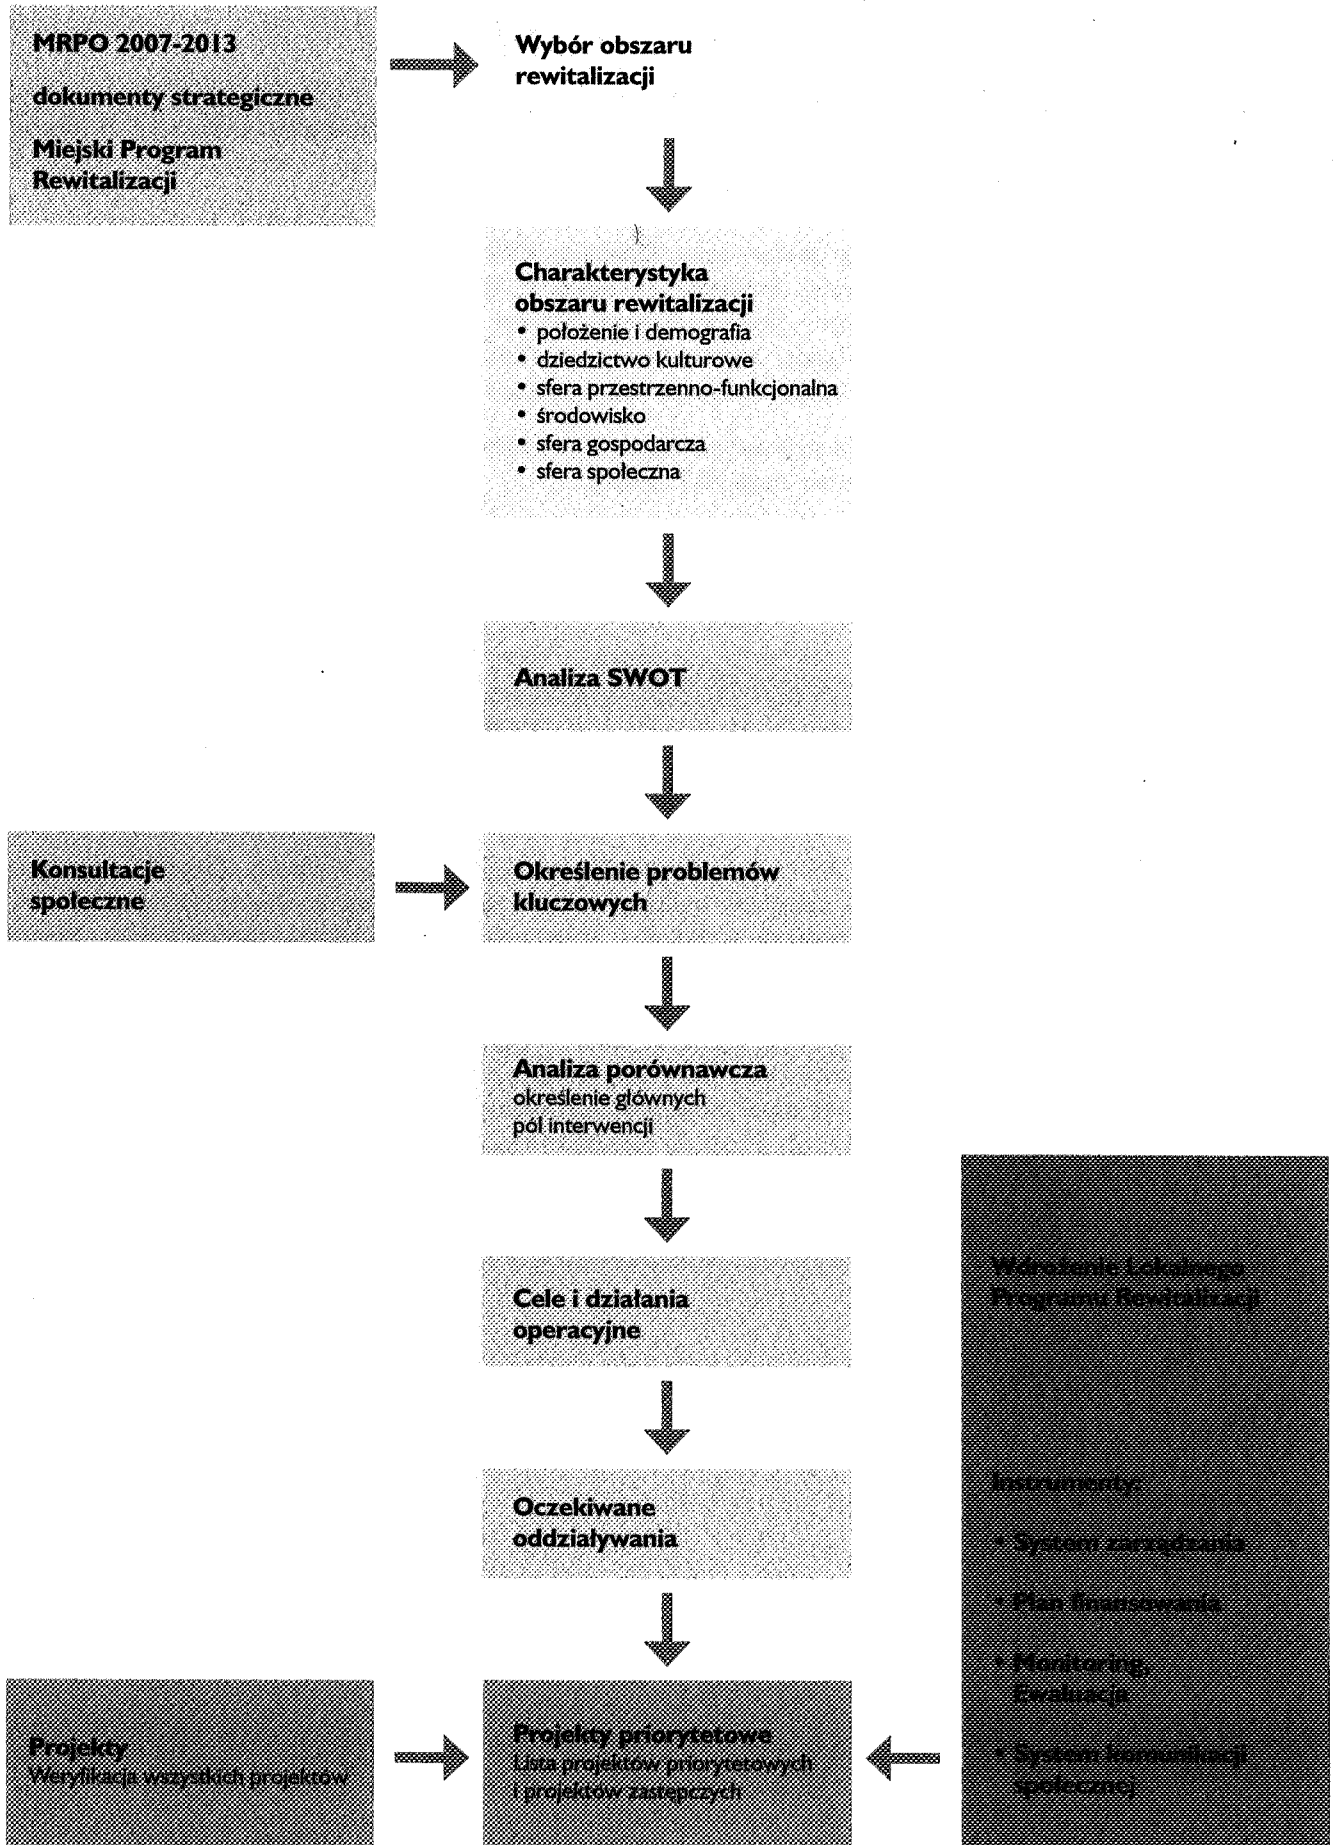 MRPO 2007-2013
dokumenty strategiczne
Miejski Program
Rewitalizacji
Wybór obszaru
rewitalizacji
Charakterystyka
obszaru rewitalizacji
• położenie i demografia
• dziedzictwo kulturowe
• sfera przestrzenno-funkcjonalna
• środowisko
• sfera gospodarcza
• sfera społeczna
Analiza SWOT
Konsultacje
społeczne
Określenie problemów
kluczowych
Analiza porównawcza
określenie głównych
pól interwencji
Cele i działania
operacyjne
Oczekiwane
oddziaływania
Projekty
Weryfikacja wszystkich projektów
Projekty priorytetowe
Lista projektów priorytetowych
i projektów zastępczych
Wdrożenie Lokalnego
Programu Rewitalizacji
Instrumenty:
• System zarządzania
• Plan finansowania
• Monitoring,
Ewaluacja
• System komunikacji
społecznej